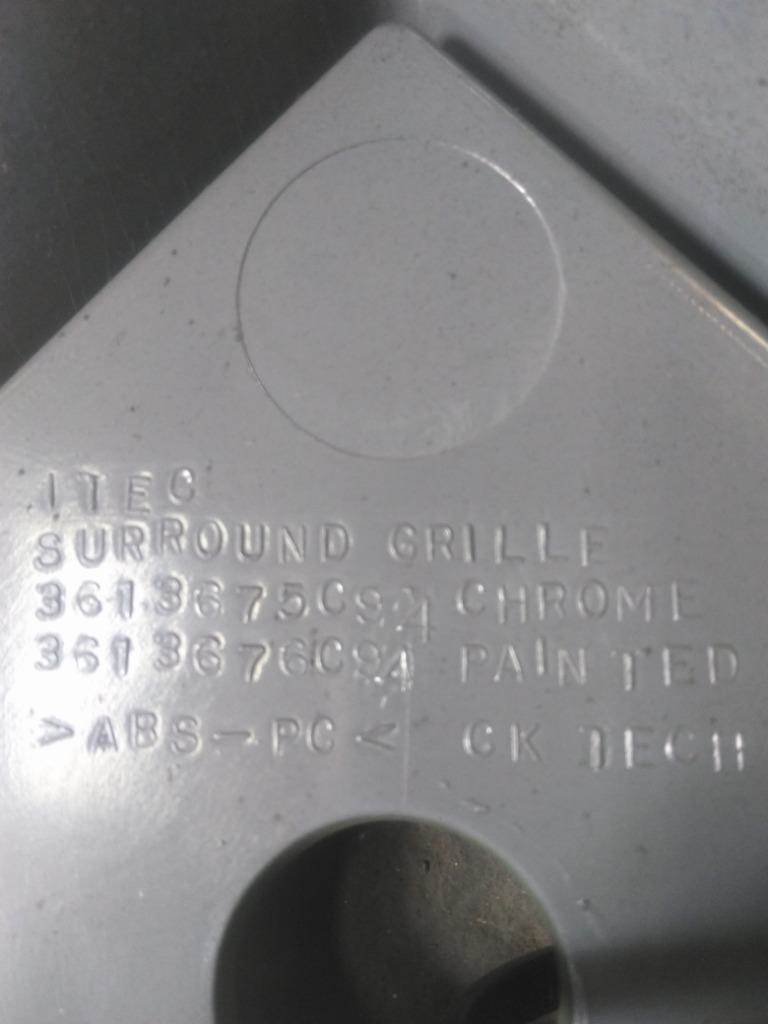 ITEC
SURROUND GRILLE
3613675C94 CHROME
3613676C94 PAINTED
>ABS-PC< CK TECH